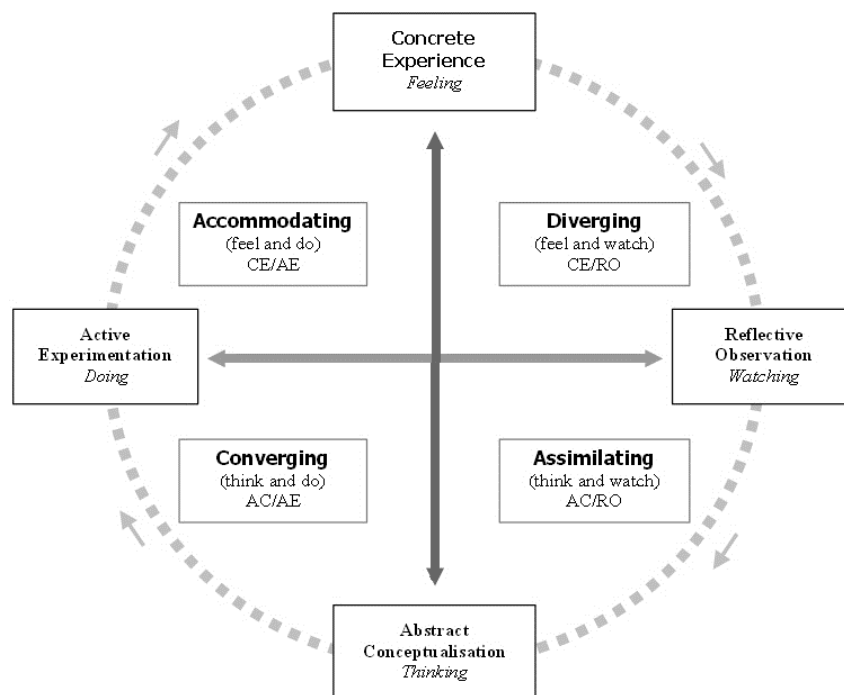 Concrete
Experience
Feeling
Accommodating
(feel and do)
CE/AE
Diverging
(feel and watch)
CE/RO
Active
Experimentation
Doing
Reflective
Observation
Watching
Converging
(think and do)
AC/AE
Assimilating
(think and watch)
AC/RO
Abstract
Conceptualisation
Thinking